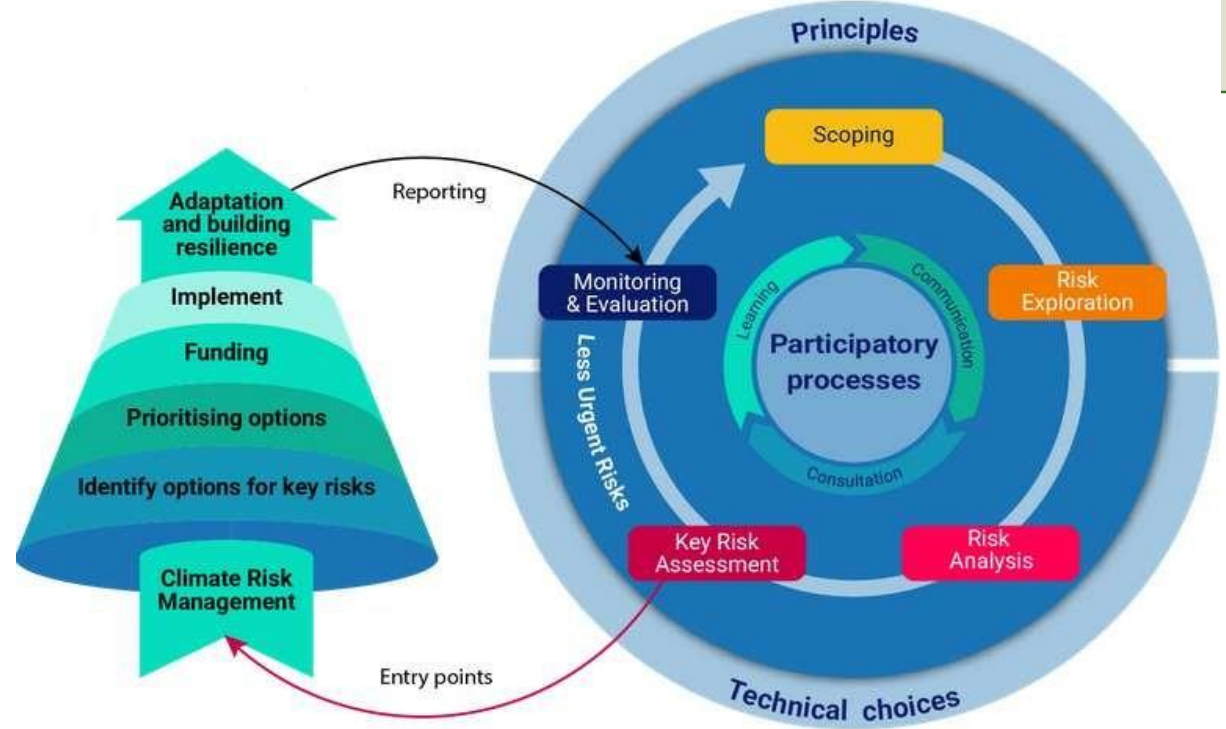 Principles
Scoping
Reporting
Adaptation
and building
resilience
Implement
Funding
Prioritising options
Identify options for key risks
Climate Risk
Management
Monitoring
& Evaluation
Risk
Exploration
Learning
Communication
Consultation
Participatory
processes
Less Urgent Risks
Key Risk
Assessment
Risk
Analysis
Entry points
Technical choices